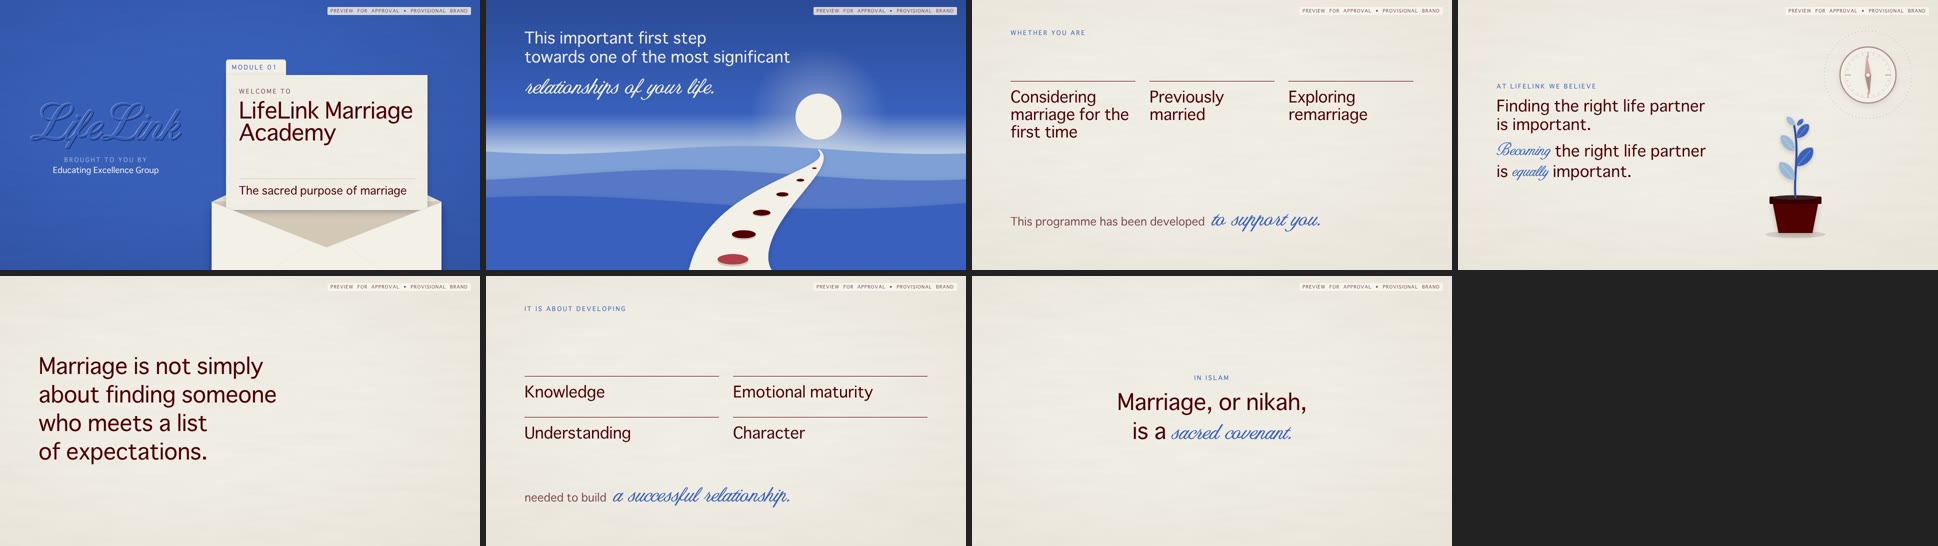 PREVIEW FOR APPROVAL • PROVISIONAL BRAND
MODULE 01
WELCOME TO
LifeLink Marriage
Academy
LifeLink
BROUGHT TO YOU BY
Educating Excellence Group
The sacred purpose of marriage
PREVIEW FOR APPROVAL • PROVISIONAL BRAND
This important first step
towards one of the most significant
relationships of your life.
PREVIEW FOR APPROVAL • PROVISIONAL BRAND
WHETHER YOU ARE
Considering
marriage for the
first time
Previously
married
Exploring
remarriage
This programme has been developed to support you.
PREVIEW FOR APPROVAL • PROVISIONAL BRAND
AT LIFELINK WE BELIEVE
Finding the right life partner
is important.
Becoming the right life partner
is equally important.
PREVIEW FOR APPROVAL • PROVISIONAL BRAND
Marriage is not simply
about finding someone
who meets a list
of expectations.
PREVIEW FOR APPROVAL • PROVISIONAL BRAND
IT IS ABOUT DEVELOPING
Knowledge
Emotional maturity
Understanding
Character
needed to build a successful relationship.
PREVIEW FOR APPROVAL • PROVISIONAL BRAND
IN ISLAM
Marriage, or nikah,
is a sacred covenant.